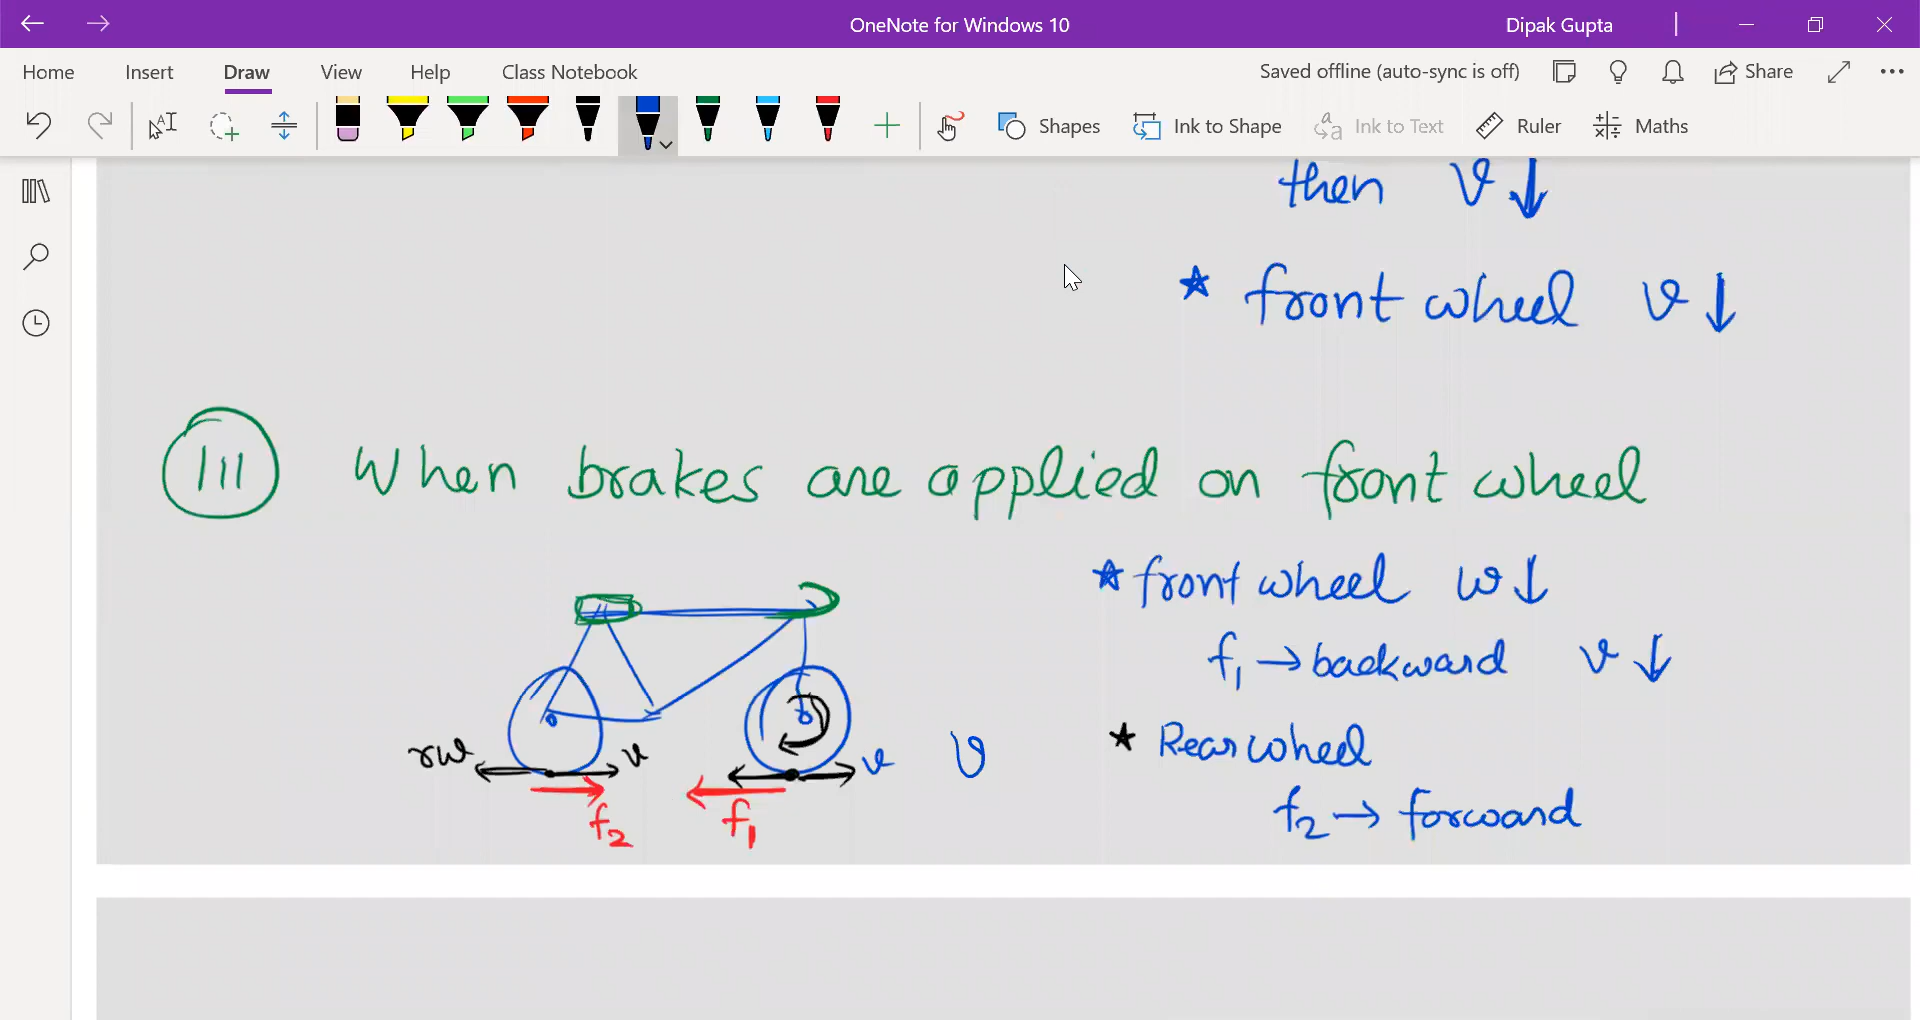 OneNote for Windows 10
Dipak Gupta
Home Insert Draw View Help Class Notebook
Saved offline (auto-sync is off) Share
Shapes Ink to Shape Ink to Text Ruler Maths
then v ↓
★ front wheel v ↓
III When brakes are applied on front wheel
★ front wheel ω ↓
f₁ → backward v ↓
★ Rear wheel
f₂ → forward
rω v
v v
f₂ f₁